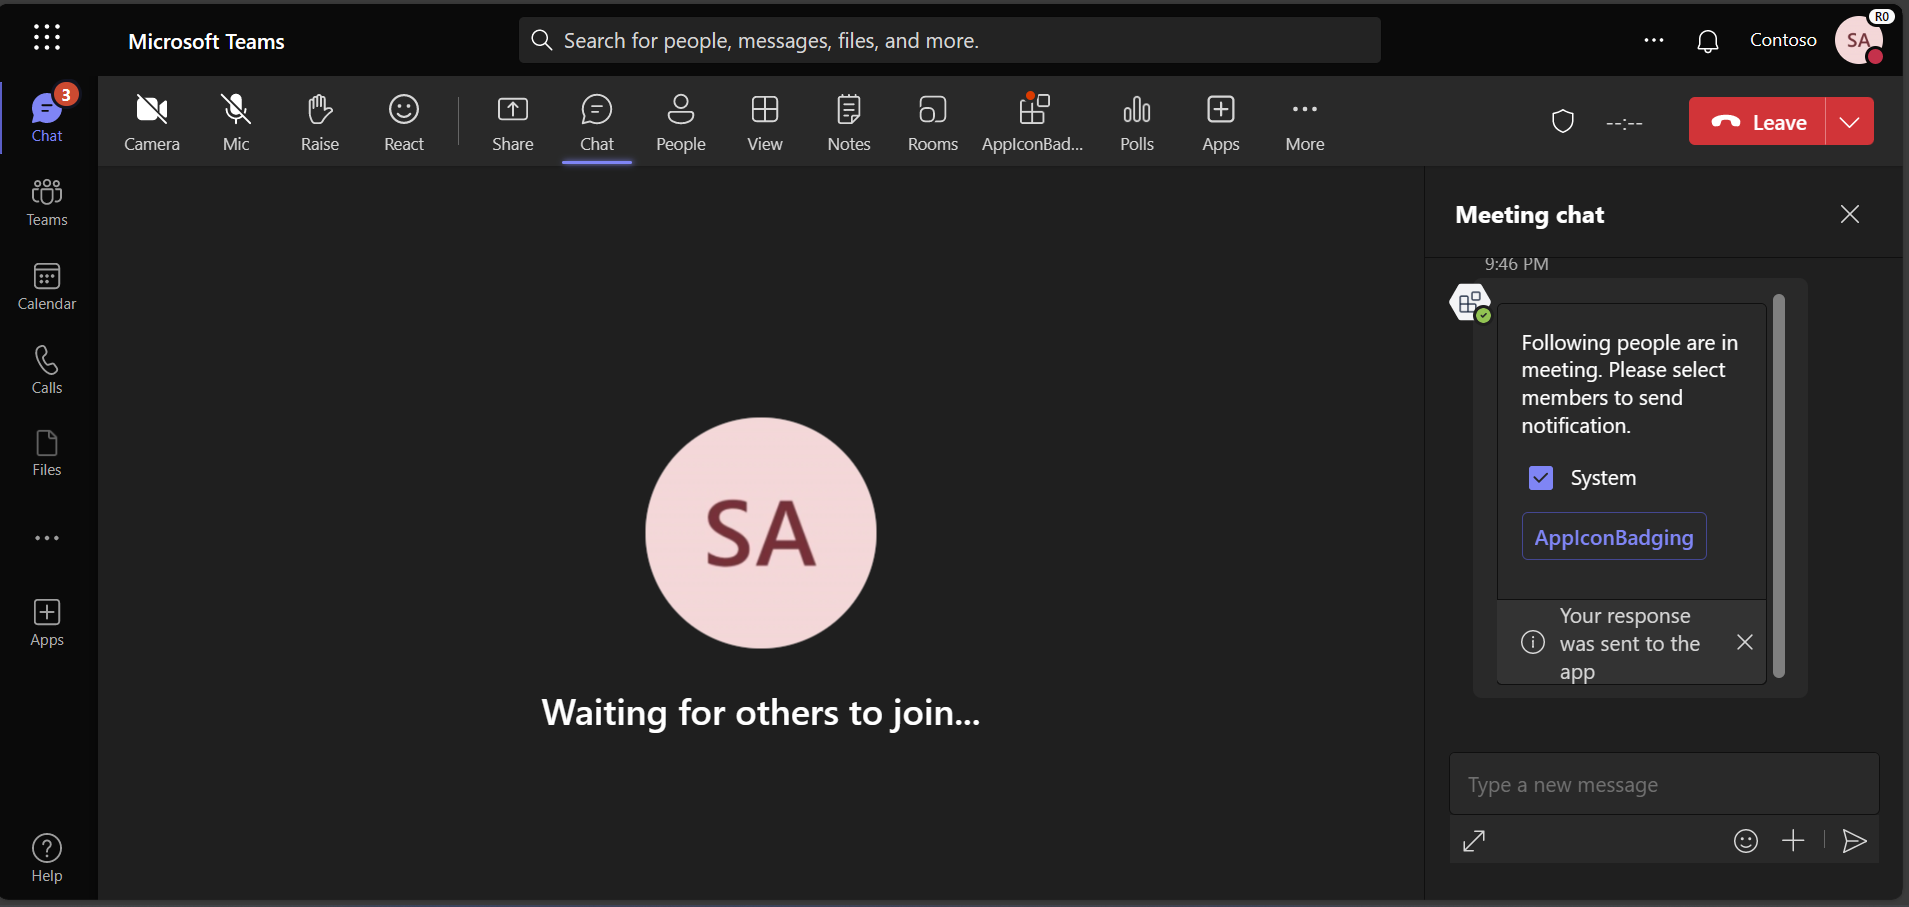 Microsoft Teams
Search for people, messages, files, and more.
Contoso
SA
R0
3
Chat
Teams
Calendar
Calls
Files
Apps
Help
Camera
Mic
Raise
React
Share
Chat
People
View
Notes
Rooms
AppIconBad...
Polls
Apps
More
--:--
Leave
SA
Waiting for others to join...
Meeting chat
9:46 PM
Following people are in
meeting. Please select
members to send
notification.
System
AppIconBadging
Your response
was sent to the
app
Type a new message